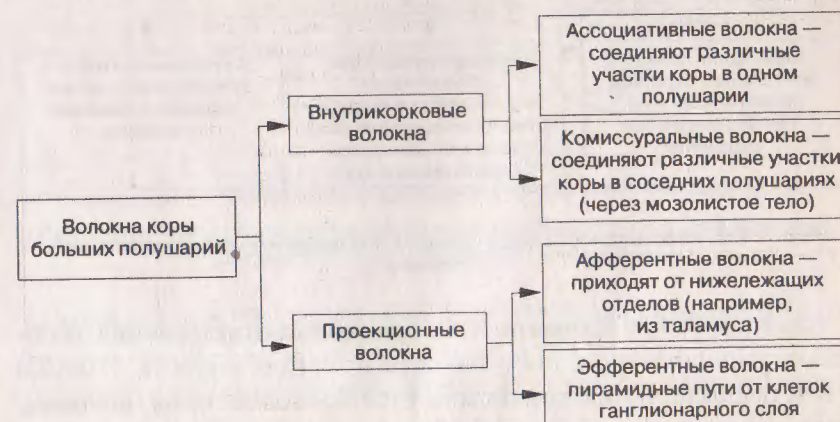 Волокна коры
больших полушарий
Внутрикорковые
волокна
Ассоциативные волокна —
соединяют различные
участки коры в одном
полушарии
Комиссуральные волокна —
соединяют различные участки
коры в соседних полушариях
(через мозолистое тело)
Проекционные
волокна
Афферентные волокна —
приходят от нижележащих
отделов (например,
из таламуса)
Эфферентные волокна —
пирамидные пути от клеток
ганглионарного слоя